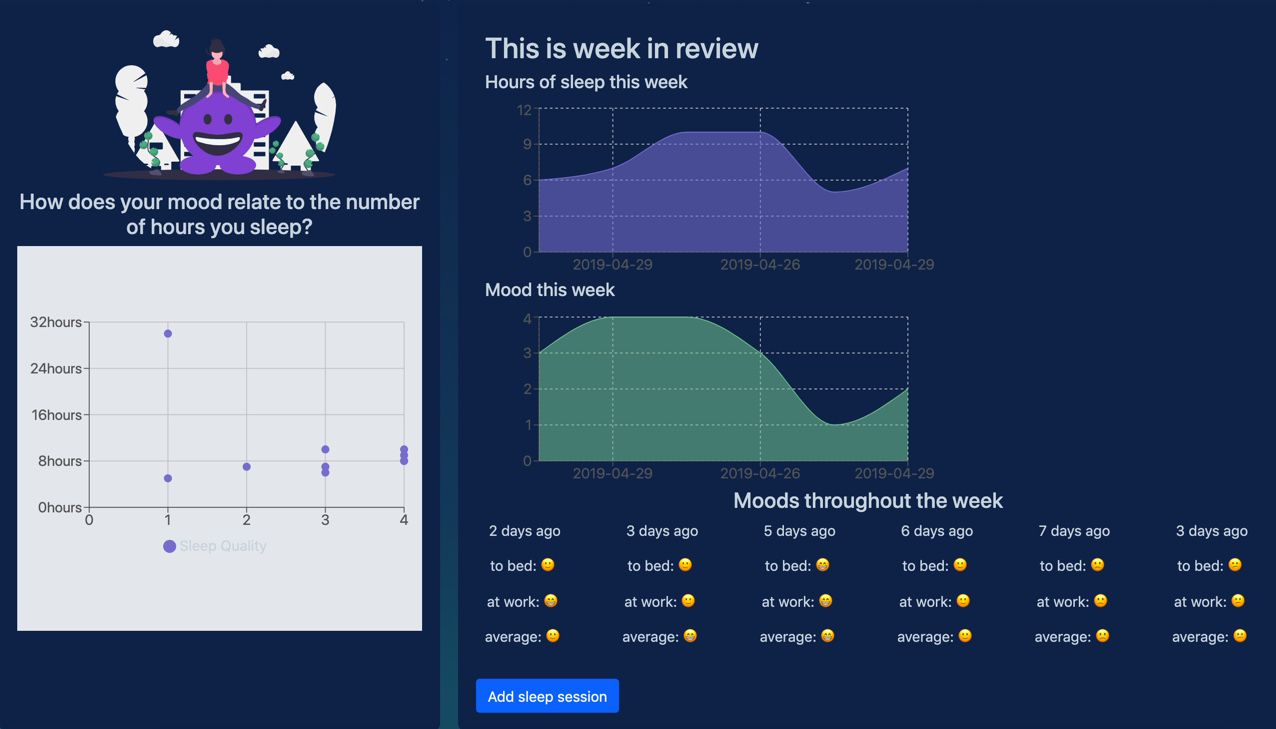 How does your mood relate to the number
of hours you sleep?
32hours
24hours
16hours
8hours
0hours
0 1 2 3 4
Sleep Quality
This is week in review
Hours of sleep this week
12
9
6
3
0
2019-04-29 2019-04-26 2019-04-29
Mood this week
4
3
2
1
0
2019-04-29 2019-04-26 2019-04-29
Moods throughout the week
2 days ago 3 days ago 5 days ago 6 days ago 7 days ago 3 days ago
to bed: to bed: to bed: to bed: to bed: to bed:
at work: at work: at work: at work: at work: at work:
average: average: average: average: average: average:
Add sleep session